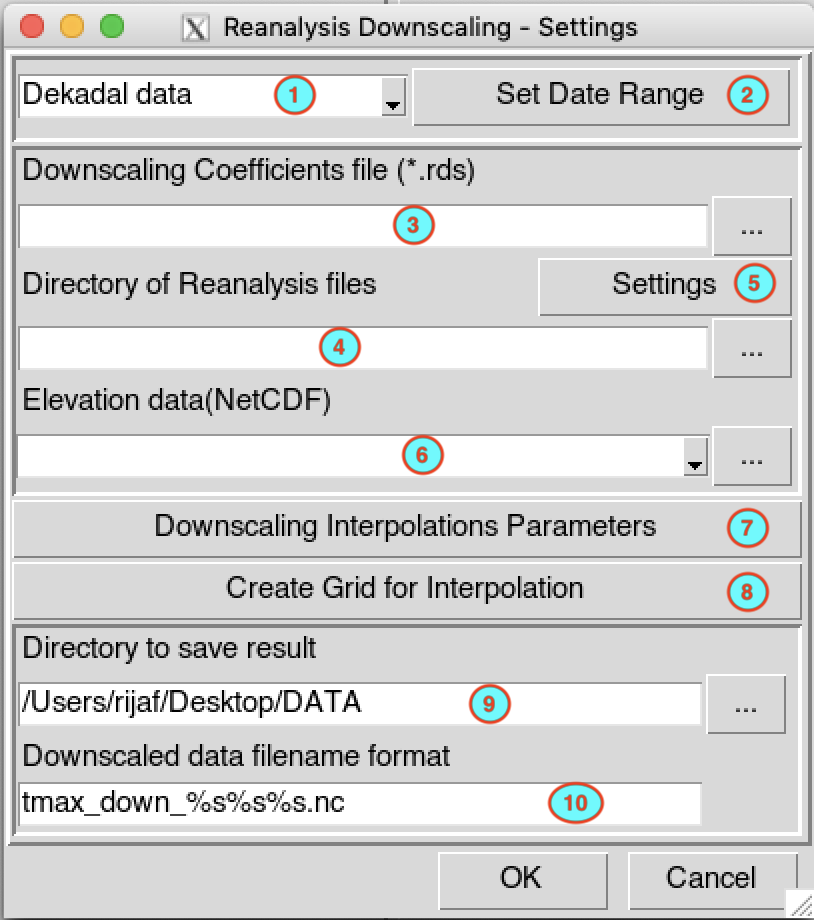 Reanalysis Downscaling - Settings
Dekadal data 1 Set Date Range 2
Downscaling Coefficients file (*.rds)
3 ...
Directory of Reanalysis files Settings 5
4 ...
Elevation data(NetCDF)
6 ...
Downscaling Interpolations Parameters 7
Create Grid for Interpolation 8
Directory to save result
/Users/rijaf/Desktop/DATA 9 ...
Downscaled data filename format
tmax_down_%s%s%s.nc 10
OK Cancel